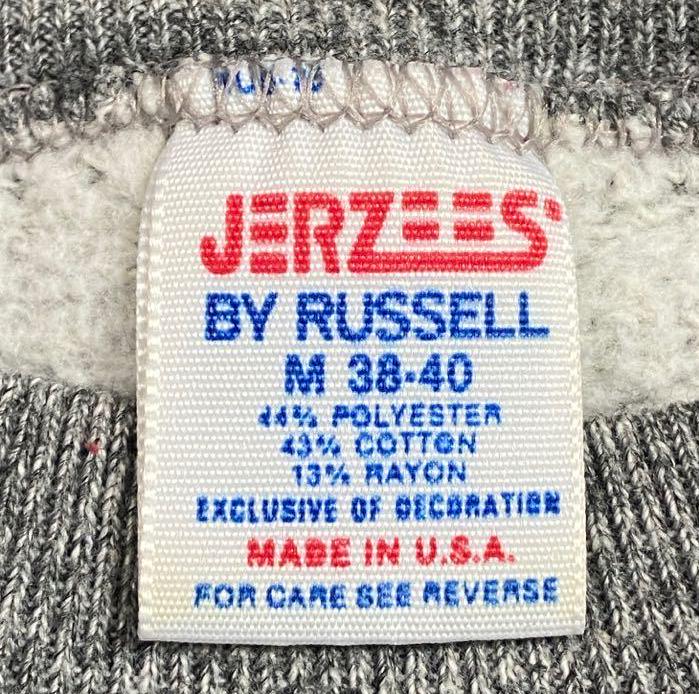 JERZEES
BY RUSSELL
M 38-40
44% POLYESTER
43% COTTON
13% RAYON
EXCLUSIVE OF DECORATION
MADE IN U.S.A.
FOR CARE SEE REVERSE